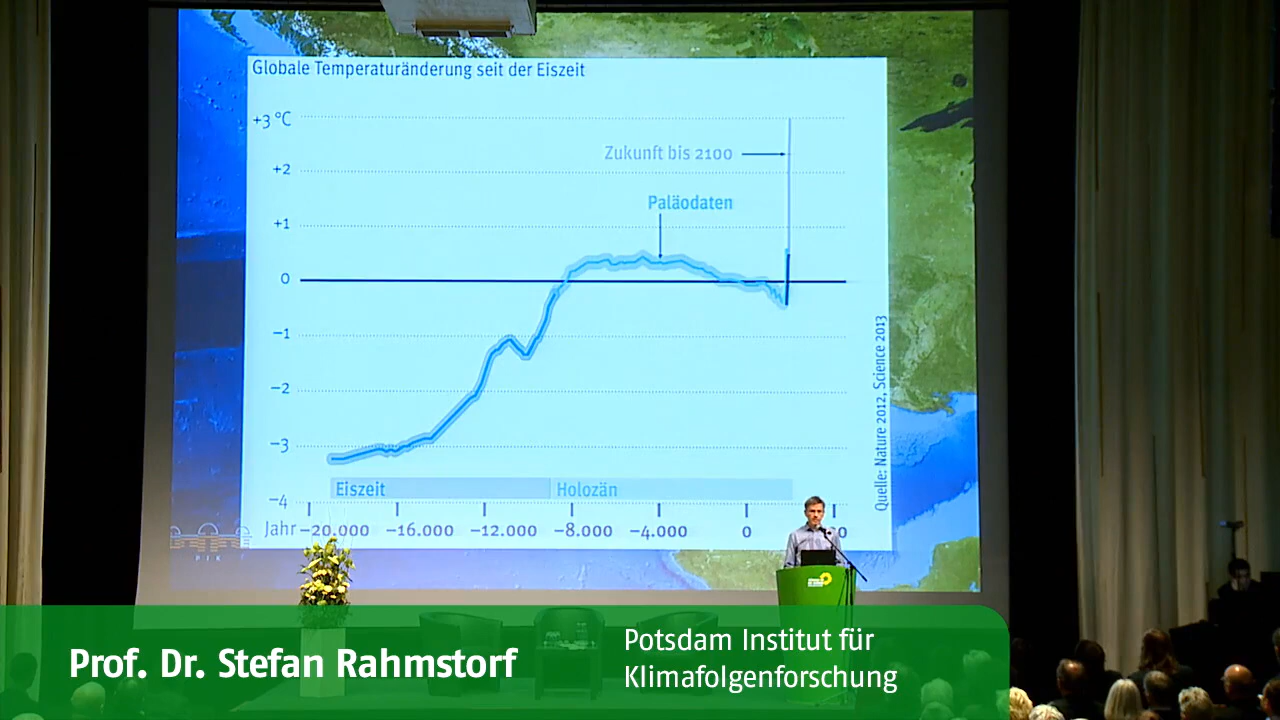 Globale Temperaturänderung seit der Eiszeit
+3 °C
Zukunft bis 2100
+2
Paläodaten
+1
0
−1
−2
−3
−4
Eiszeit
Holozän
Jahr −20.000 −16.000 −12.000 −8.000 −4.000 0
Quelle: Nature 2012, Science 2013
PIK
Prof. Dr. Stefan Rahmstorf
Potsdam Institut für
Klimafolgenforschung